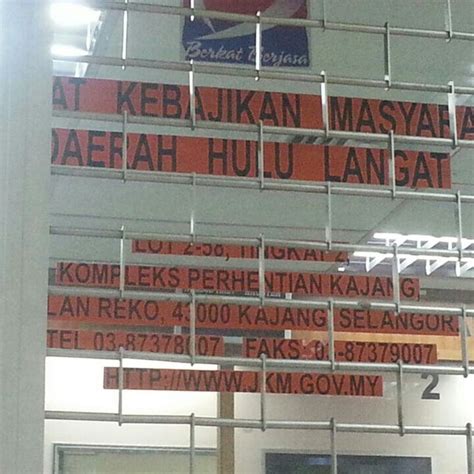 Berkat Berjasa
AT KEBAJIKAN MASYARA
DAERAH HULU LANGAT
LOT 2-58, TINGKAT 2,
KOMPLEKS PERHENTIAN KAJANG,
LAN REKO, 43000 KAJANG, SELANGOR.
TEL 03-87378107 FAKS: 03-87379007
HTTP://WWW.JKM.GOV.MY
2